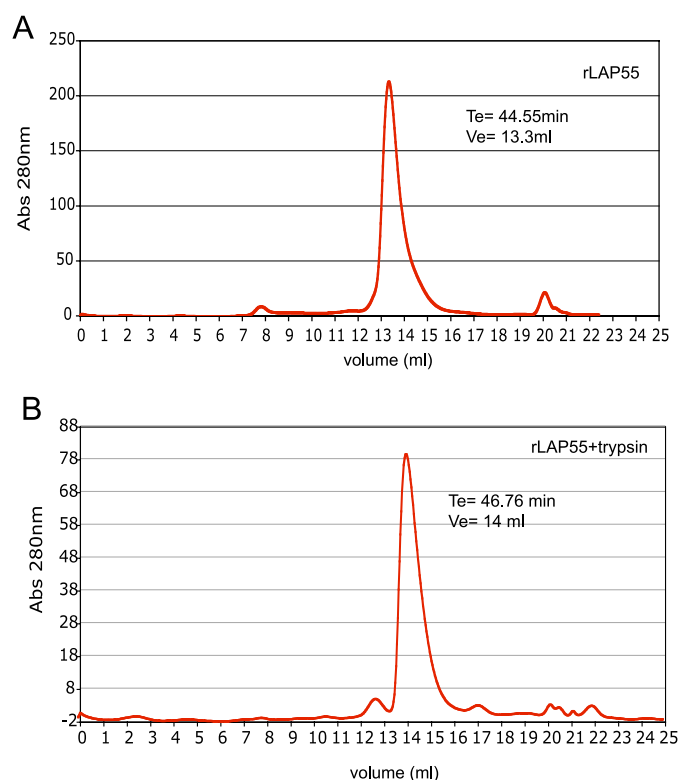 A
250
200
150
100
50
0
Abs 280nm
rLAP55
Te= 44.55min
Ve= 13.3ml
0 1 2 3 4 5 6 7 8 9 10 11 12 13 14 15 16 17 18 19 20 21 22 23 24 25
volume (ml)
B
88
78
68
58
48
38
28
18
8
-2
Abs 280nm
rLAP55+trypsin
Te= 46.76 min
Ve= 14 ml
0 1 2 3 4 5 6 7 8 9 10 11 12 13 14 15 16 17 18 19 20 21 22 23 24 25
volume (ml)